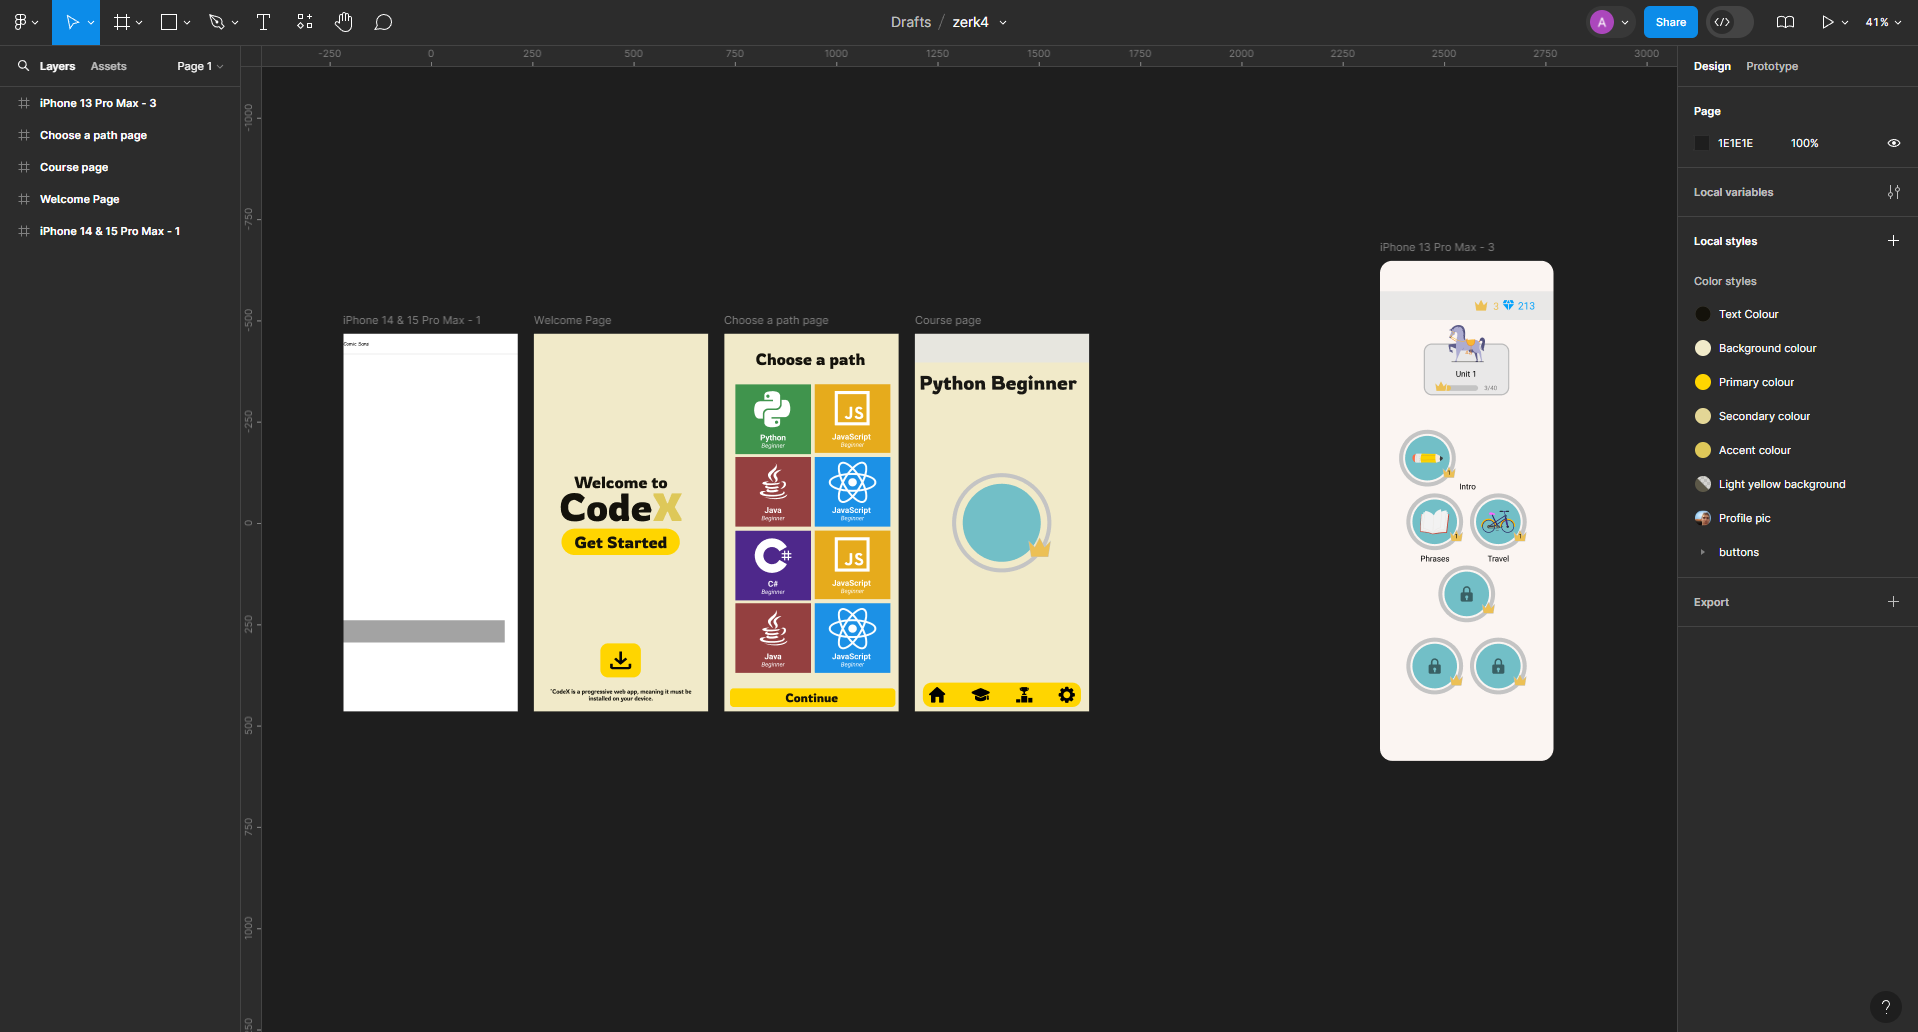 Drafts / zerk4
A
Share
41%
Layers
Assets
Page 1
iPhone 13 Pro Max - 3
Choose a path page
Course page
Welcome Page
iPhone 14 & 15 Pro Max - 1
-250 0 250 500 750 1000 1250 1500 1750 2000 2250 2500 2750 3000
-1000
-750
-500
-250
0
250
500
750
1000
iPhone 14 & 15 Pro Max - 1
Comic Sans
Welcome Page
Welcome to
CodeX
Get Started
*CodeX is a progressive web app, meaning it must be
installed on your device.
Choose a path page
Choose a path
Python
Beginner
JS
JavaScript
Beginner
Java
Beginner
JavaScript
Beginner
C#
Beginner
JS
JavaScript
Beginner
Java
Beginner
JavaScript
Beginner
Continue
Course page
Python Beginner
iPhone 13 Pro Max - 3
3 213
Unit 1
3/40
1
Intro
1
1
Phrases
Travel
Design
Prototype
Page
1E1E1E
100%
Local variables
Local styles
Color styles
Text Colour
Background colour
Primary colour
Secondary colour
Accent colour
Light yellow background
Profile pic
buttons
Export
?